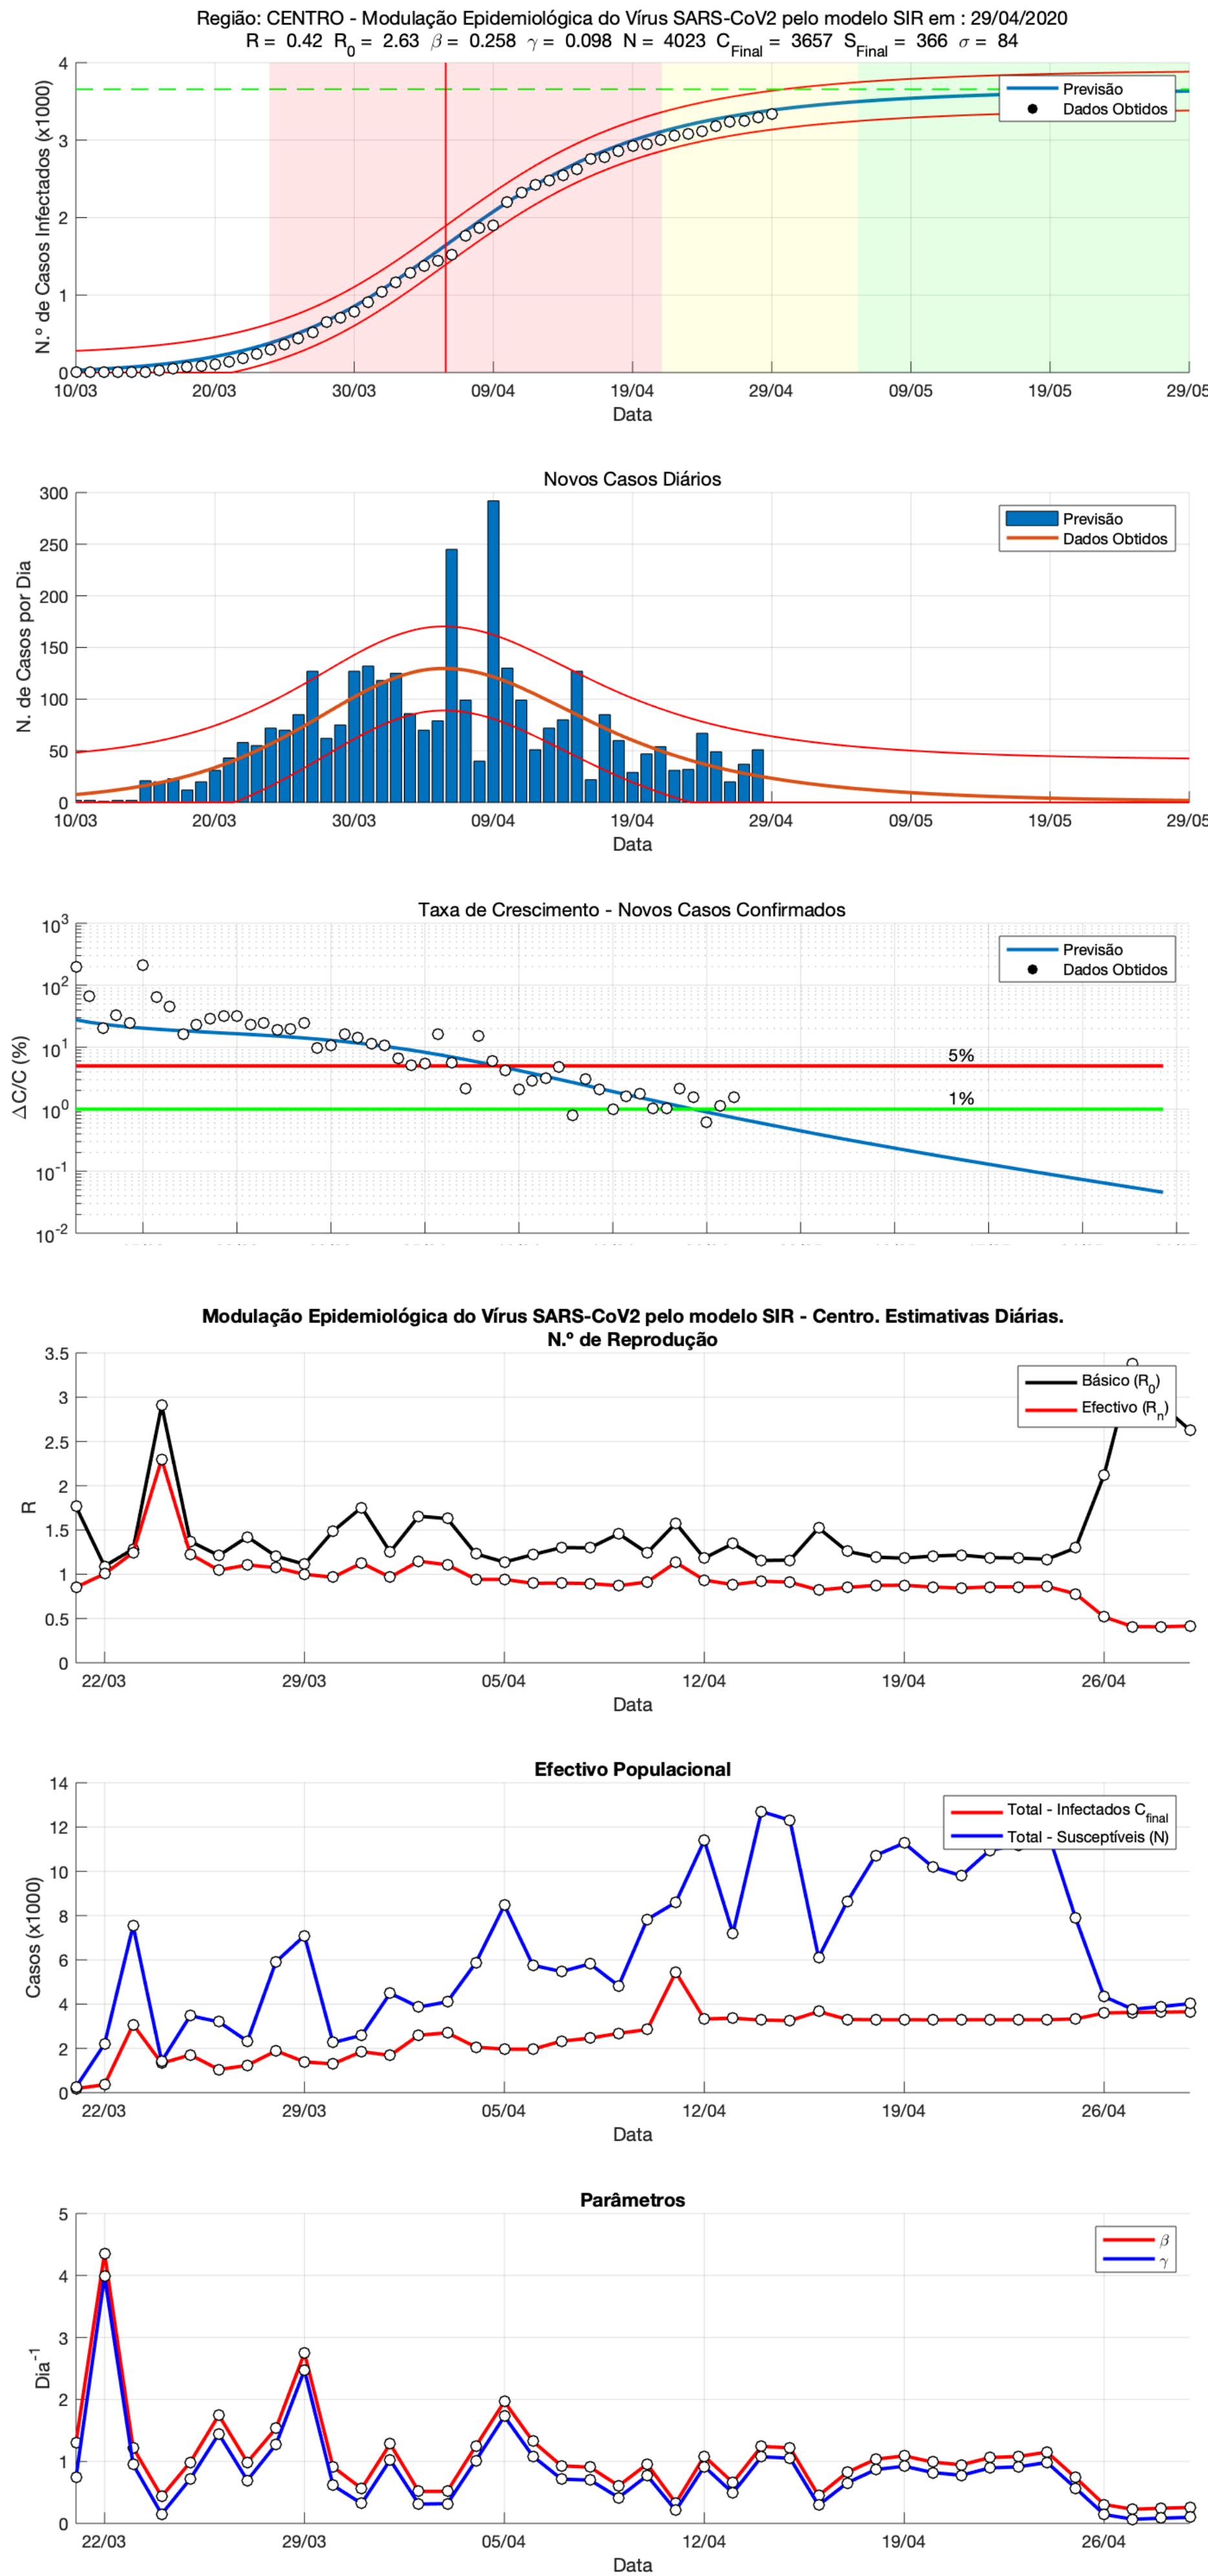 Região: CENTRO - Modulação Epidemiológica do Vírus SARS-CoV2 pelo modelo SIR em : 29/04/2020
R = 0.42 R0 = 2.63 β = 0.258 γ = 0.098 N = 4023 CFinal = 3657 SFinal = 366 σ = 84
N.º de Casos Infectados (x1000)
4
3
2
1
0
Previsão
Dados Obtidos
10/03 20/03 30/03 09/04 19/04 29/04 09/05 19/05 29/05
Data
Novos Casos Diários
N. de Casos por Dia
300
250
200
150
100
50
0
Previsão
Dados Obtidos
10/03 20/03 30/03 09/04 19/04 29/04 09/05 19/05 29/05
Data
Taxa de Crescimento - Novos Casos Confirmados
ΔC/C (%)
10^3
10^2
10^1
10^0
10^-1
10^-2
Previsão
Dados Obtidos
5%
1%
Modulação Epidemiológica do Vírus SARS-CoV2 pelo modelo SIR - Centro. Estimativas Diárias.
N.º de Reprodução
R
3.5
3
2.5
2
1.5
1
0.5
0
Básico (R0)
Efectivo (Rn)
22/03 29/03 05/04 12/04 19/04 26/04
Data
Efectivo Populacional
Casos (x1000)
14
12
10
8
6
4
2
0
Total - Infectados Cfinal
Total - Susceptíveis (N)
22/03 29/03 05/04 12/04 19/04 26/04
Data
Parâmetros
Dia^-1
5
4
3
2
1
0
β
γ
22/03 29/03 05/04 12/04 19/04 26/04
Data